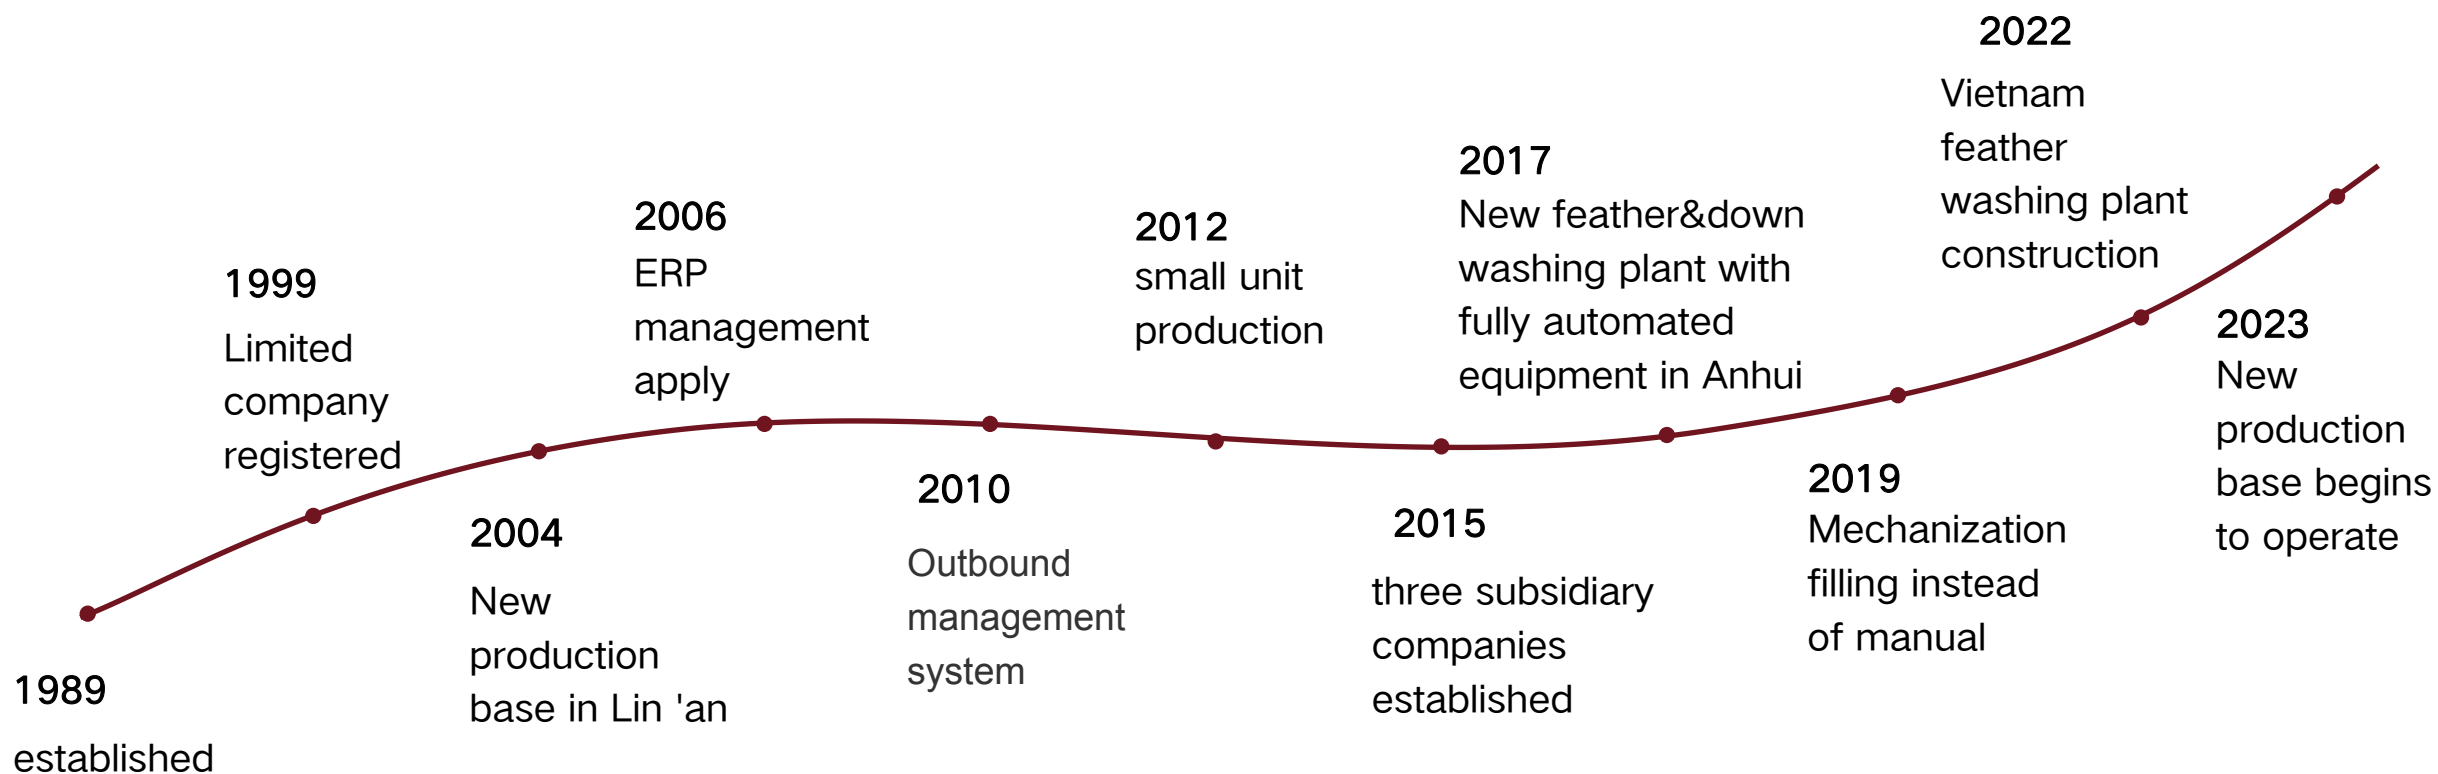 1989
established
1999
Limited
company
registered
2004
New
production
base in Lin 'an
2006
ERP
management
apply
2010
Outbound
management
system
2012
small unit
production
2015
three subsidiary
companies
established
2017
New feather&down
washing plant with
fully automated
equipment in Anhui
2019
Mechanization
filling instead
of manual
2022
Vietnam
feather
washing plant
construction
2023
New
production
base begins
to operate